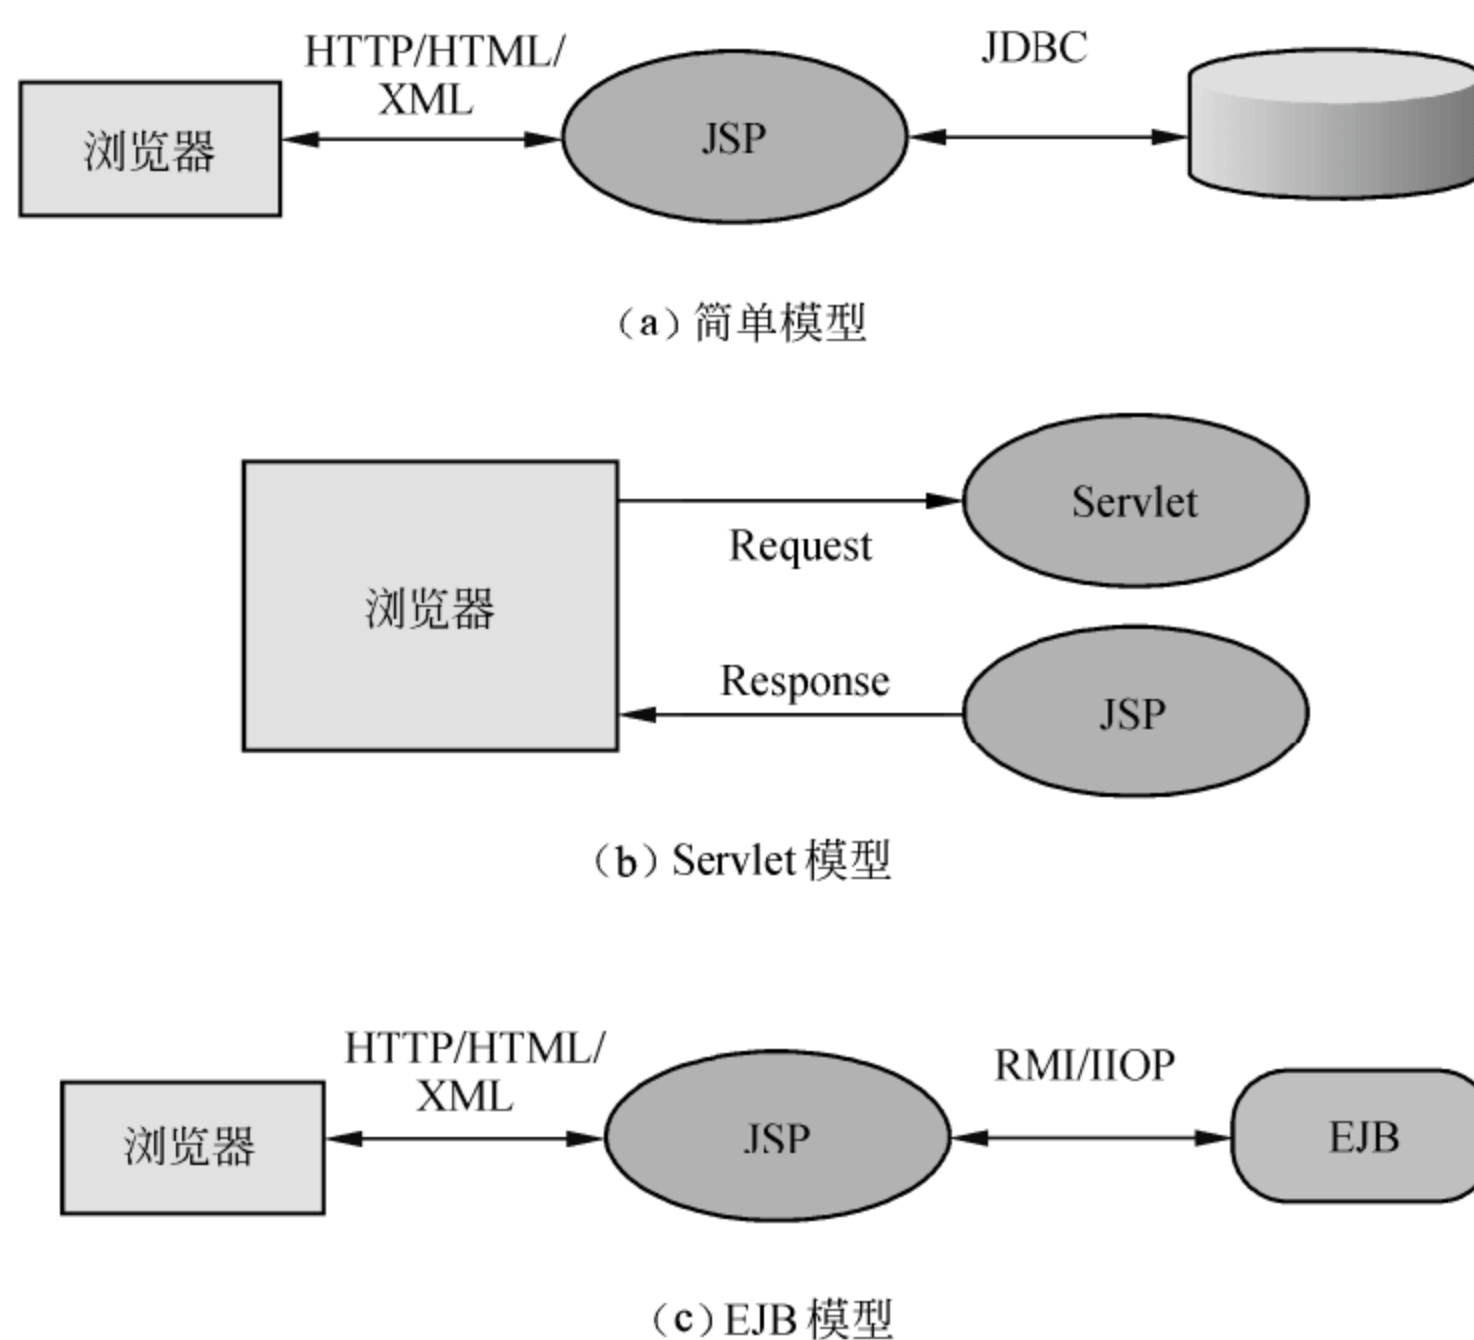 HTTP/HTML/
XML
JDBC
浏览器
JSP
（a）简单模型
Servlet
Request
浏览器
Response
JSP
（b）Servlet 模型
HTTP/HTML/
XML
RMI/IIOP
浏览器
JSP
EJB
（c）EJB 模型